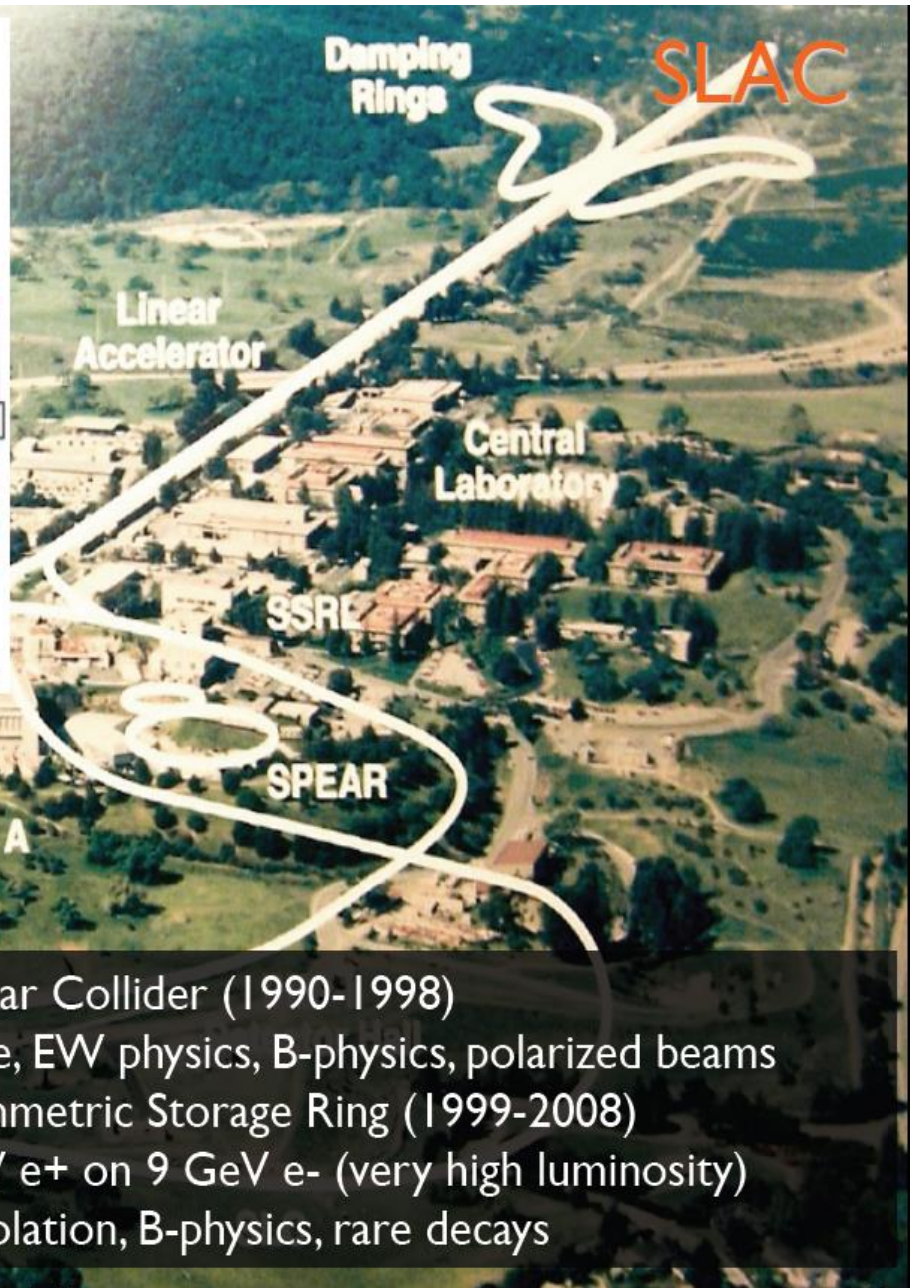 SLAC
Damping
Rings
Linear
Accelerator
Central
Laboratory
SSRL
SPEAR
A
ar Collider (1990-1998)
e, EW physics, B-physics, polarized beams
metric Storage Ring (1999-2008)
e+ on 9 GeV e- (very high luminosity)
olation, B-physics, rare decays